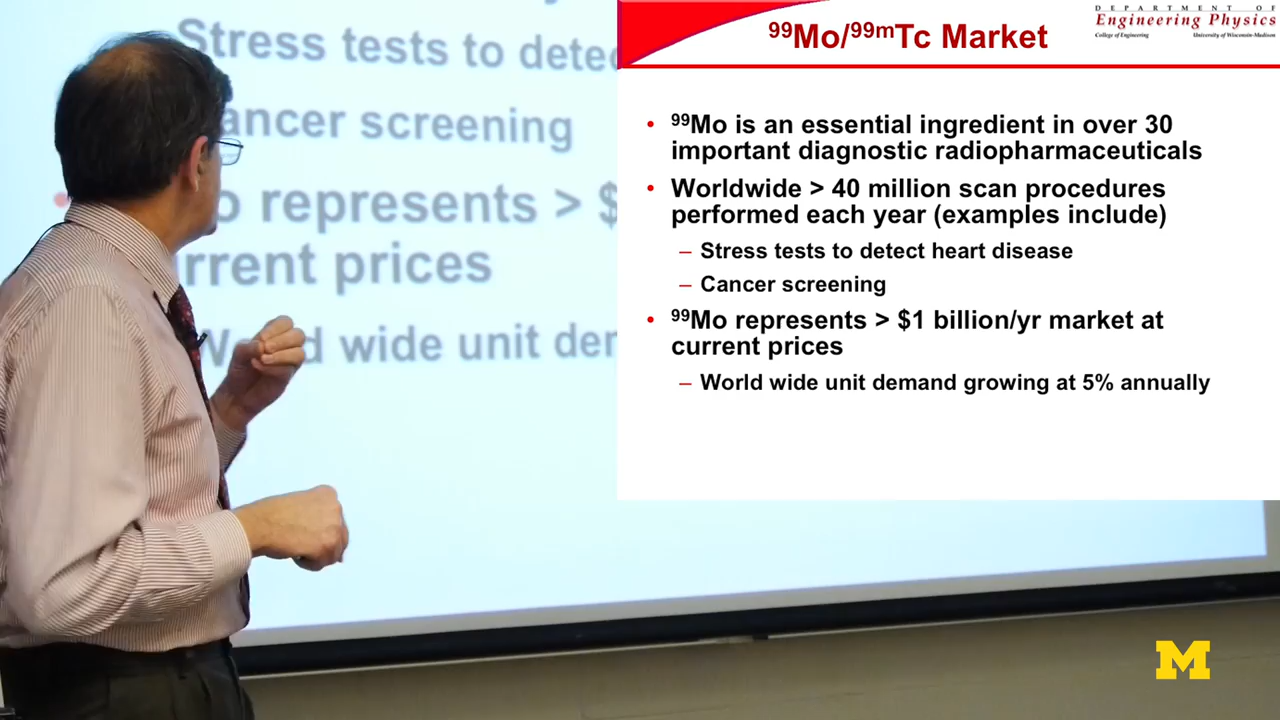 Stress tests to dete
ancer screening
o represents > $
rrent prices
W d wide unit der
⁹⁹Mo/⁹⁹ᵐTc Market
DEPARTMENT OF
Engineering Physics
College of Engineering University of Wisconsin-Madison
• ⁹⁹Mo is an essential ingredient in over 30
important diagnostic radiopharmaceuticals
• Worldwide > 40 million scan procedures
performed each year (examples include)
– Stress tests to detect heart disease
– Cancer screening
• ⁹⁹Mo represents > $1 billion/yr market at
current prices
– World wide unit demand growing at 5% annually
M